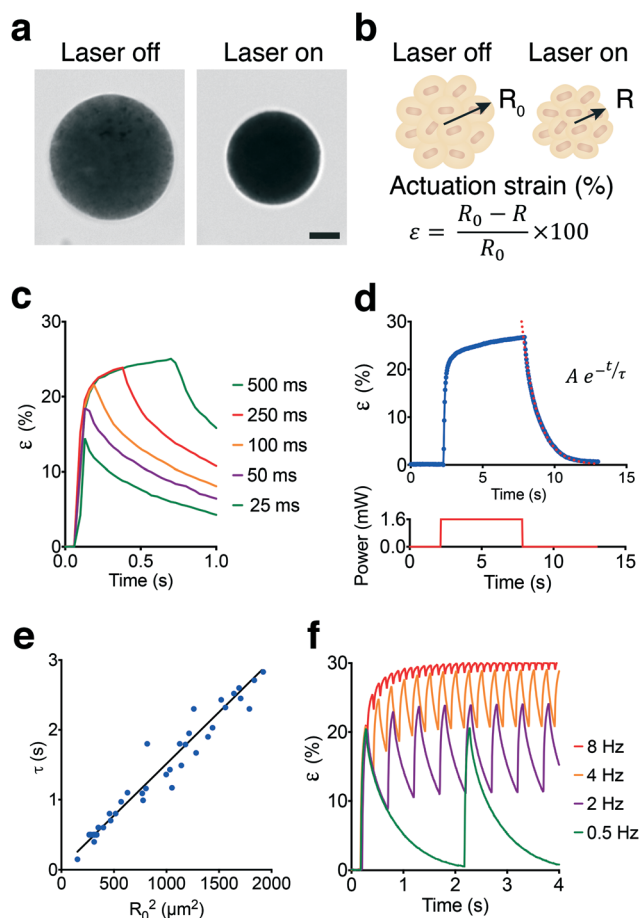 a
Laser off
Laser on
b
Laser off
Laser on
R0
R
Actuation strain (%)
ε = (R0 − R) / R0 ×100
c
30
20
10
0
ε (%)
0.0
0.5
1.0
Time (s)
500 ms
250 ms
100 ms
50 ms
25 ms
d
30
20
10
0
ε (%)
A e^−t/τ
0
5
10
15
Time (s)
Power (mW)
1.6
0.0
0
5
10
15
Time (s)
e
3
2
1
0
τ (s)
0
500
1000
1500
2000
R0² (µm²)
f
30
20
10
0
ε (%)
0
1
2
3
4
Time (s)
8 Hz
4 Hz
2 Hz
0.5 Hz